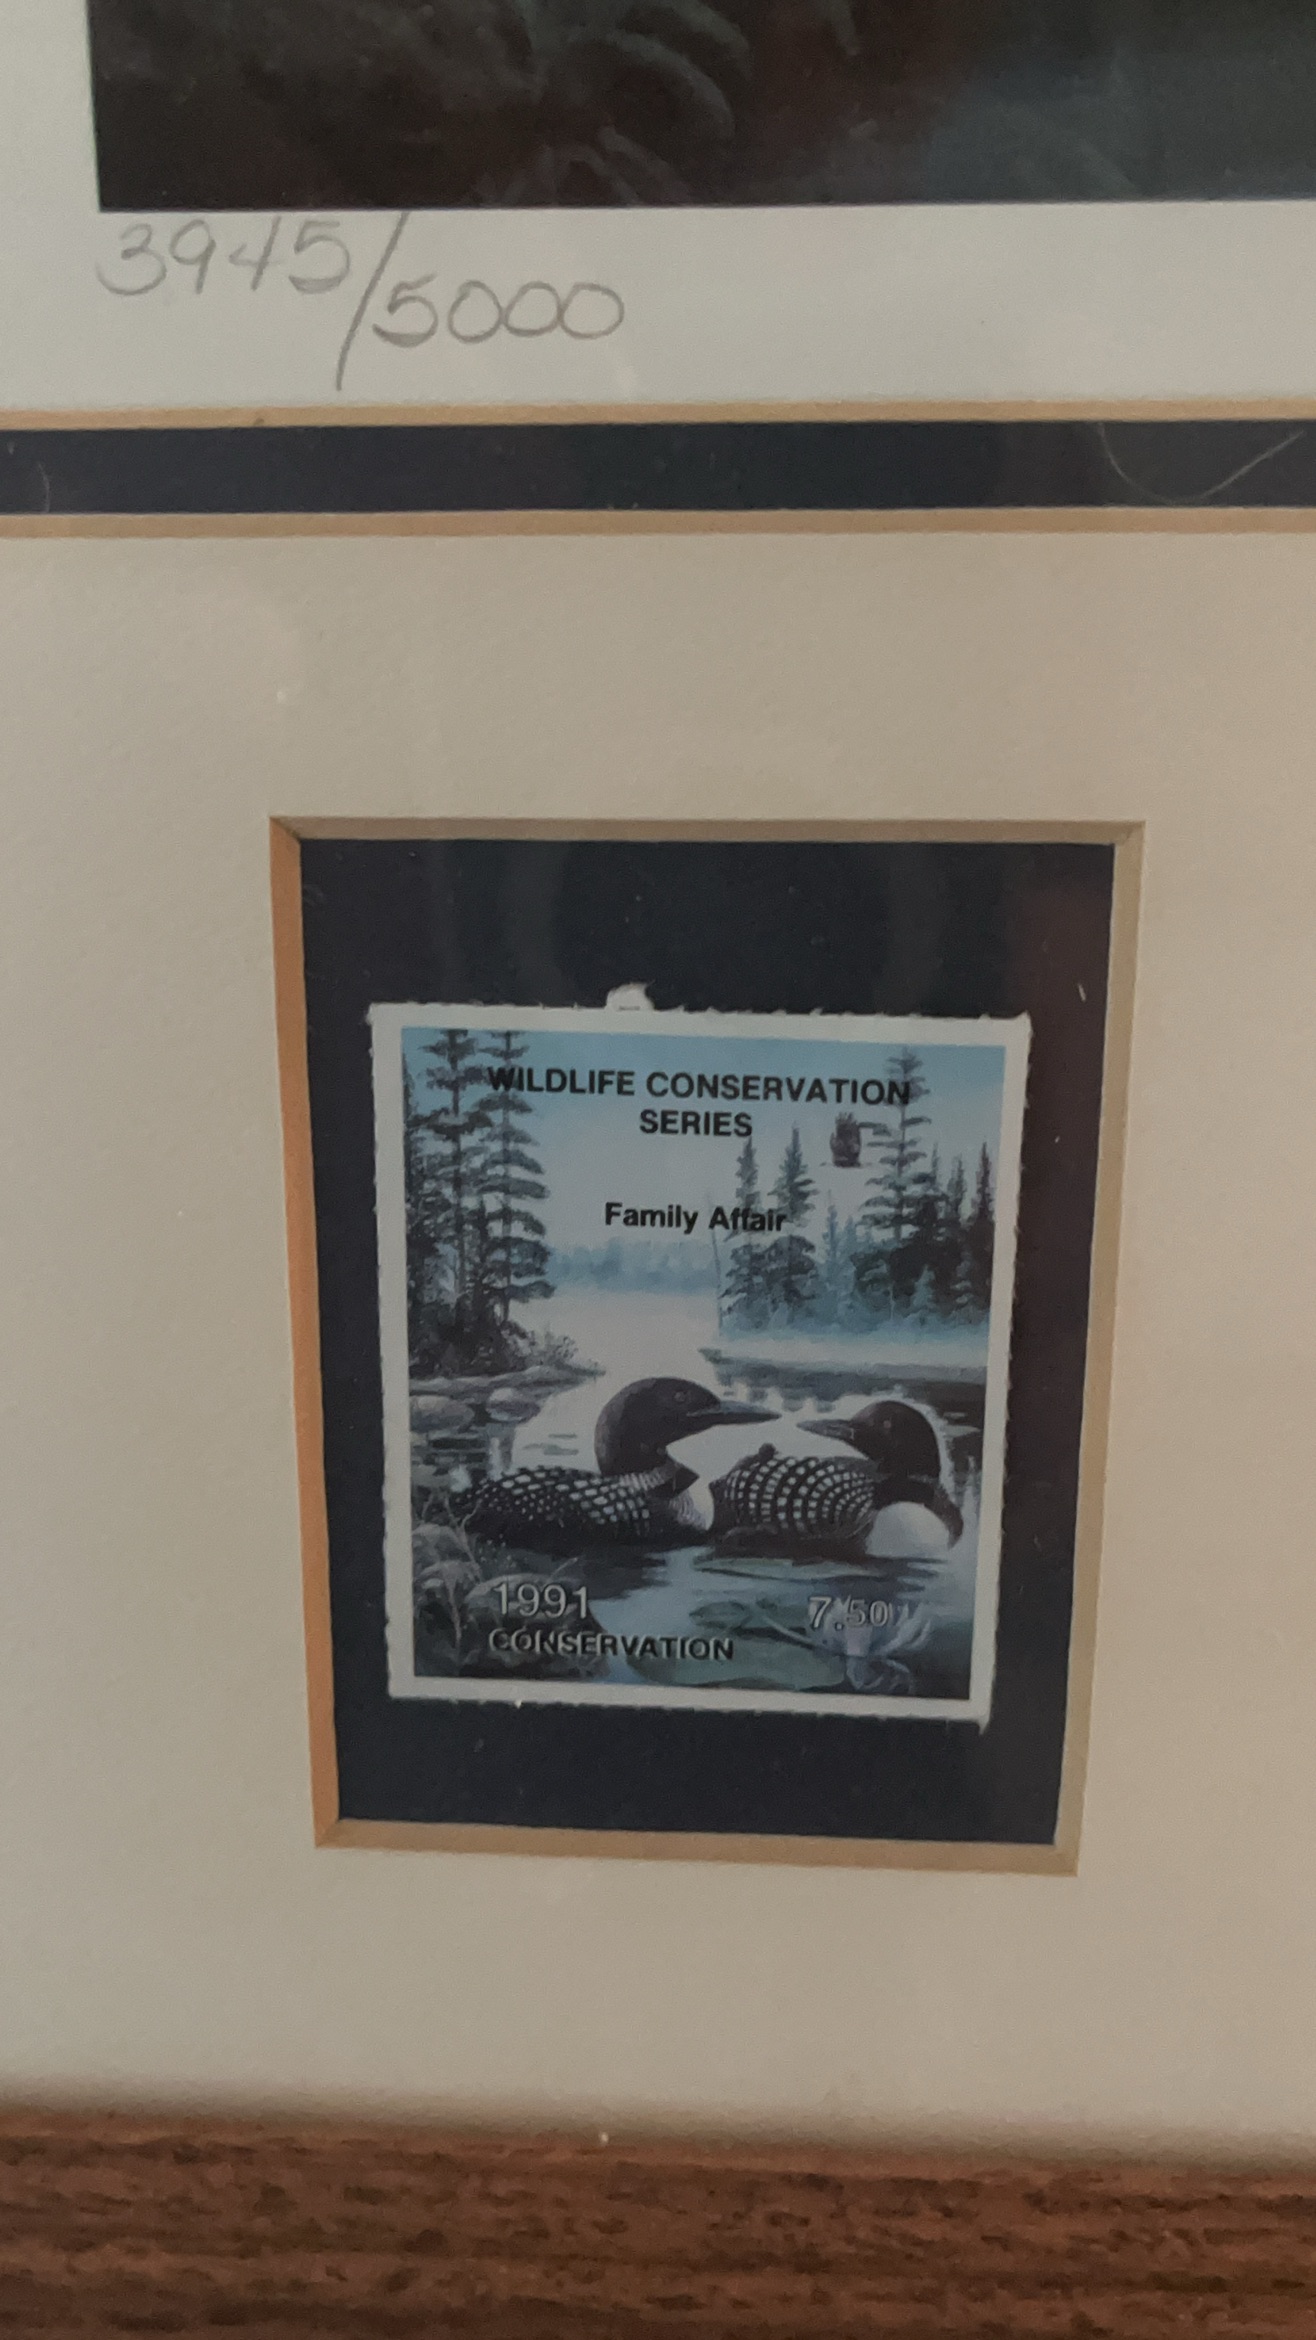 3945/5000
WILDLIFE CONSERVATION
SERIES
Family Affair
1991
7.50
CONSERVATION